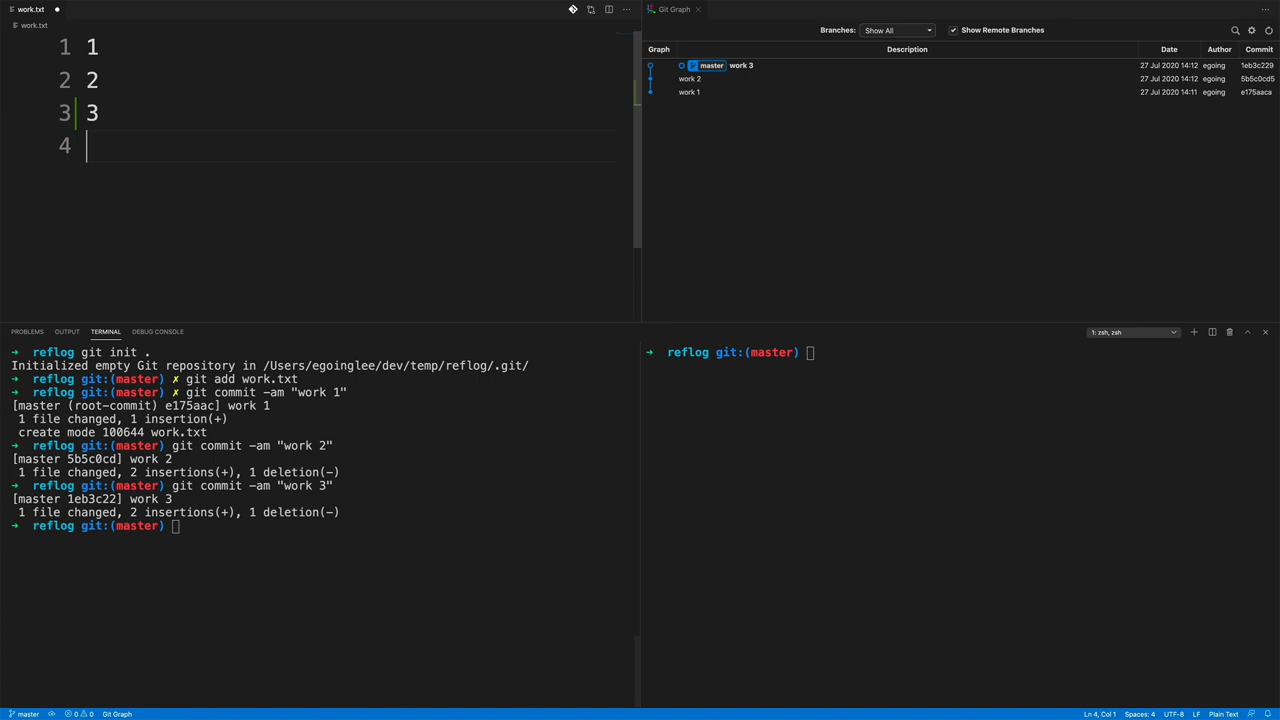 work.txt
work.txt
1 1
2 2
3 3
4
Git Graph
Branches: Show All Show Remote Branches
Graph Description Date Author Commit
master work 3 27 Jul 2020 14:12 egoing 1eb3c229
work 2 27 Jul 2020 14:12 egoing 5b5c0cd5
work 1 27 Jul 2020 14:11 egoing e175aaca
PROBLEMS OUTPUT TERMINAL DEBUG CONSOLE 1: zsh, zsh
➜ reflog git init .
Initialized empty Git repository in /Users/egoinglee/dev/temp/reflog/.git/
➜ reflog git:(master) ✗ git add work.txt
➜ reflog git:(master) ✗ git commit -am "work 1"
[master (root-commit) e175aac] work 1
1 file changed, 1 insertion(+)
create mode 100644 work.txt
➜ reflog git:(master) git commit -am "work 2"
[master 5b5c0cd] work 2
1 file changed, 2 insertions(+), 1 deletion(-)
➜ reflog git:(master) git commit -am "work 3"
[master 1eb3c22] work 3
1 file changed, 2 insertions(+), 1 deletion(-)
➜ reflog git:(master)
➜ reflog git:(master)
master 0 0 Git Graph Ln 4, Col 1 Spaces: 4 UTF-8 LF Plain Text